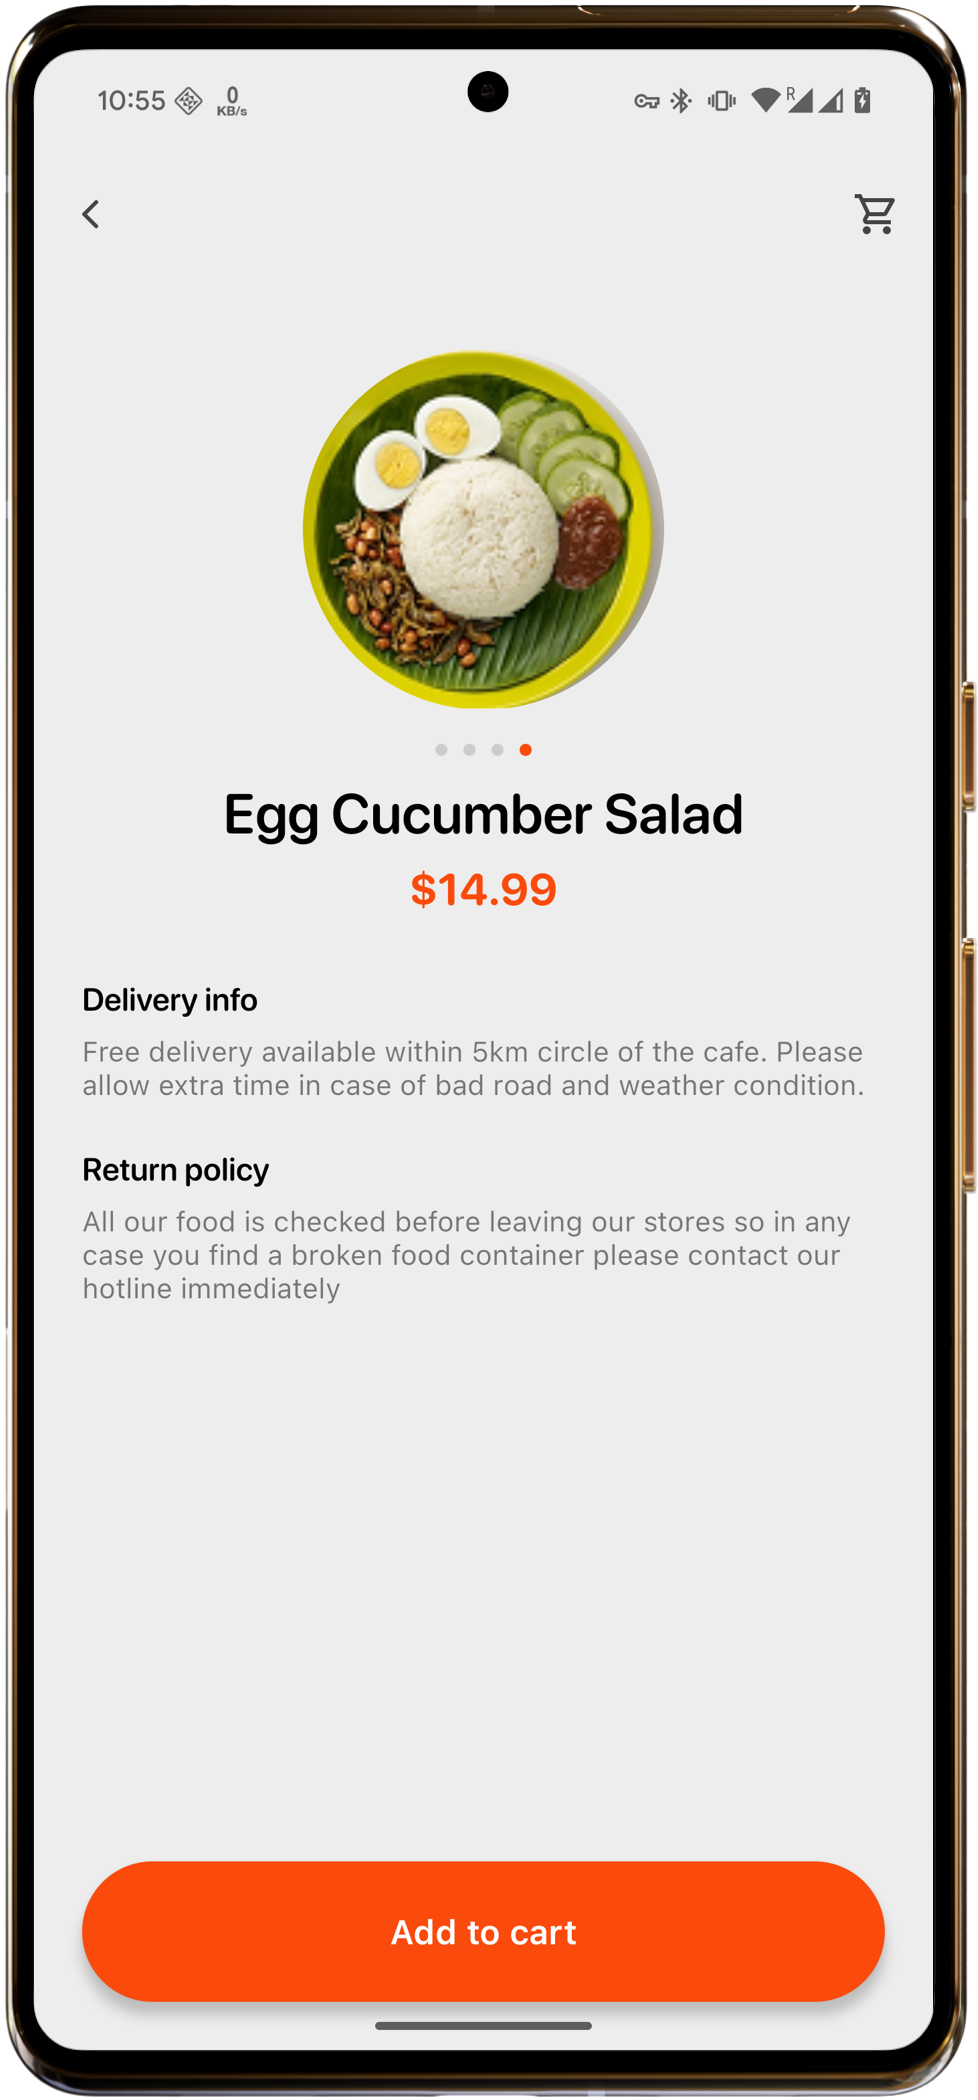 10:55 0 KB/s R
Egg Cucumber Salad
$14.99
Delivery info
Free delivery available within 5km circle of the cafe. Please
allow extra time in case of bad road and weather condition.
Return policy
All our food is checked before leaving our stores so in any
case you find a broken food container please contact our
hotline immediately
Add to cart